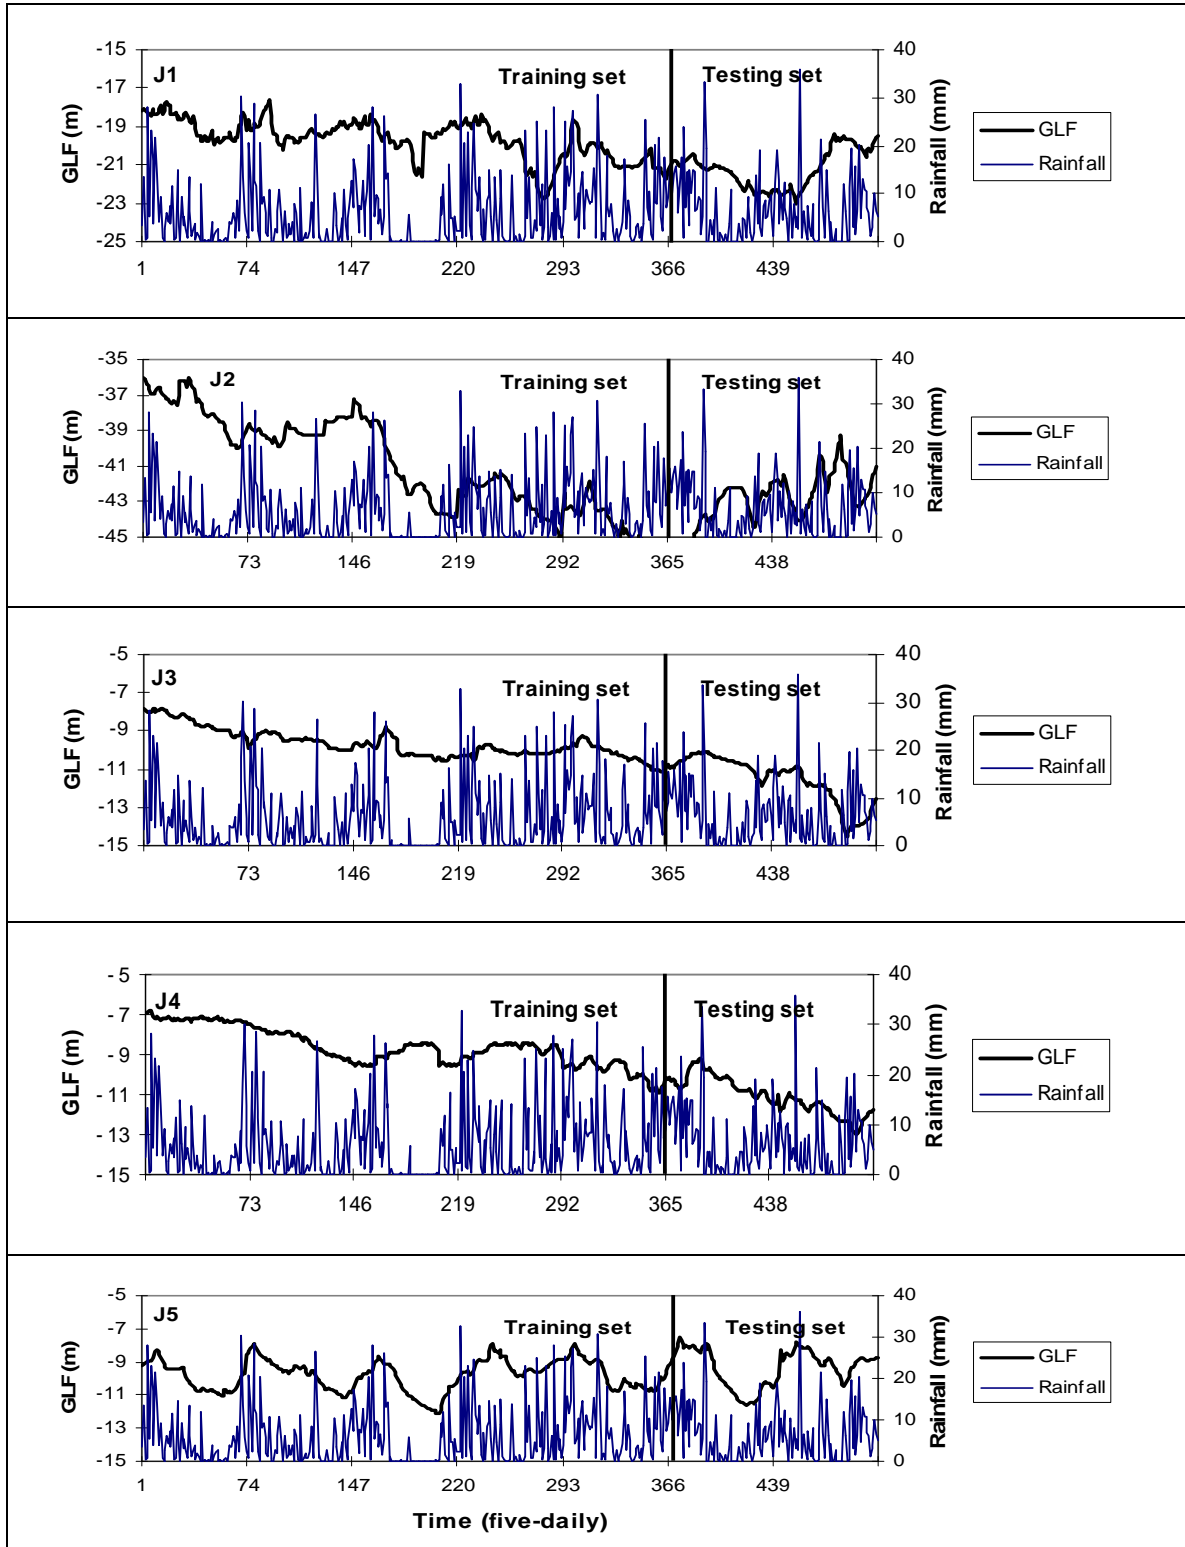 -15
-17
-19
-21
-23
-25
GLF (m)
J1
Training set
Testing set
40
30
20
10
0
Rainfall (mm)
1
74
147
220
293
366
439
GLF
Rainfall
-35
-37
-39
-41
-43
-45
GLF (m)
J2
Training set
Testing set
40
30
20
10
0
Rainfall (mm)
73
146
219
292
365
438
GLF
Rainfall
-5
-7
-9
-11
-13
-15
GLF (m)
J3
Training set
Testing set
40
30
20
10
0
Rainfall (mm)
73
146
219
292
365
438
GLF
Rainfall
-5
-7
-9
-11
-13
-15
GLF (m)
J4
Training set
Testing set
40
30
20
10
0
Rainfall (mm)
73
146
219
292
365
438
GLF
Rainfall
-5
-7
-9
-11
-13
-15
GLF (m)
J5
Training set
Testing set
40
30
20
10
0
Rainfall (mm)
1
74
147
220
293
366
439
GLF
Rainfall
Time (five-daily)